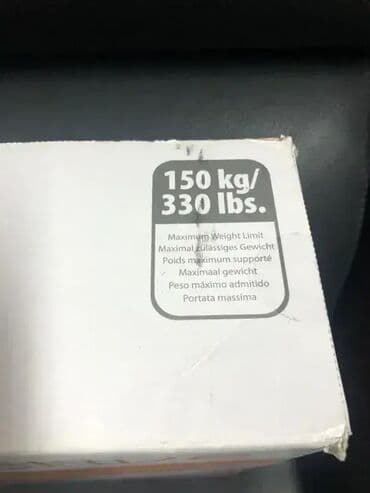 150 kg/
330 lbs.
Maximum Weight Limit
Maximal zulässiges Gewicht
Poids maximum supporté
Maximaal gewicht
Peso máximo admitido
Portata massima